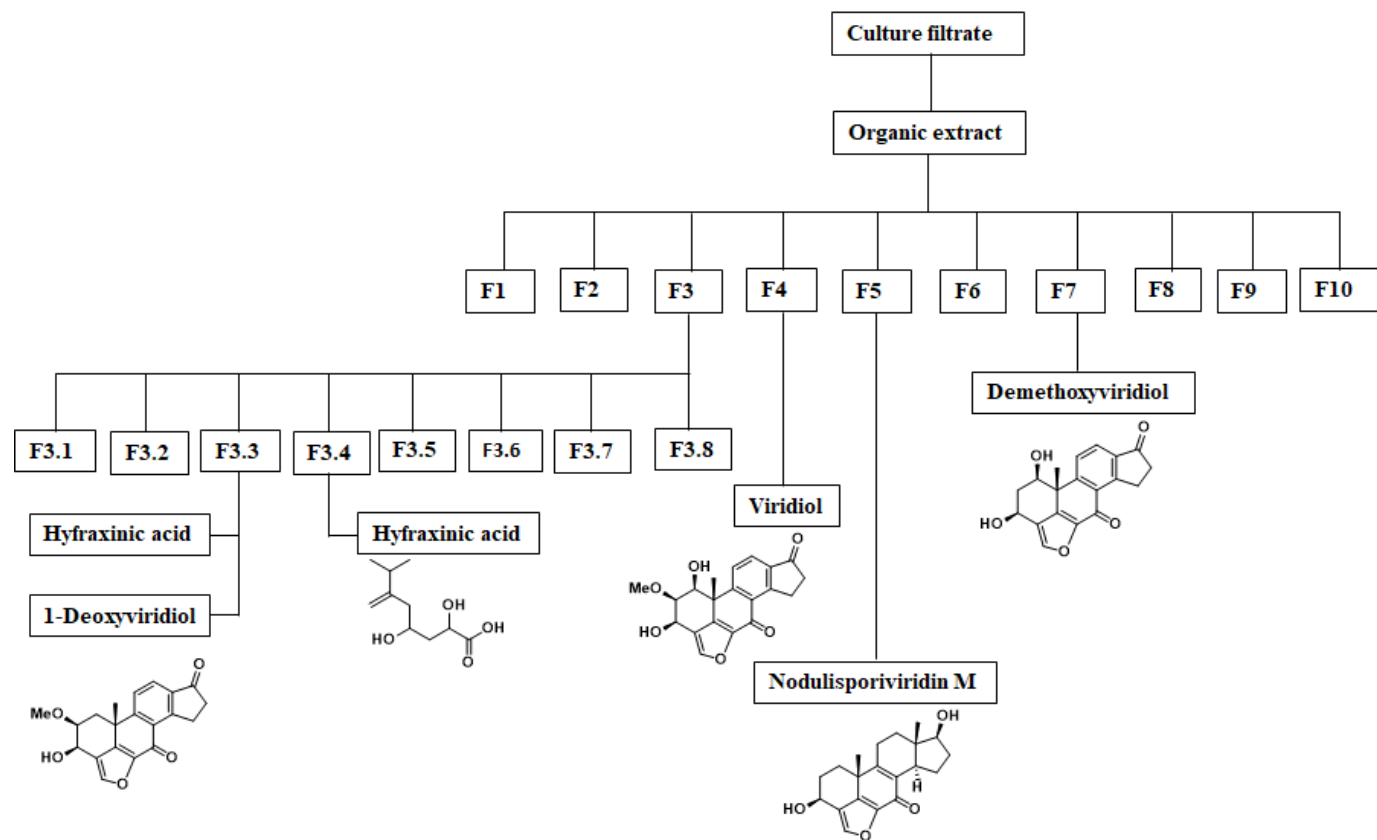 Culture filtrate
Organic extract
F1
F2
F3
F4
F5
F6
F7
F8
F9
F10
Demethoxyviridiol
F3.1
F3.2
F3.3
F3.4
F3.5
F3.6
F3.7
F3.8
OH
O
HO
O
O
Viridiol
Hyfraxinic acid
Hyfraxinic acid
O
OH
MeO
HO
O
O
OH
HO
OH
O
1-Deoxyviridiol
Nodulisporiviridin M
O
MeO
HO
O
O
OH
H
HO
O
O